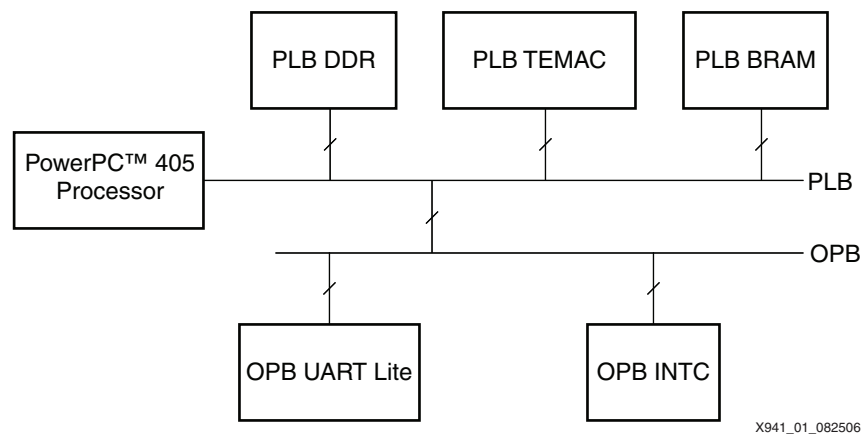 PLB DDR
PLB TEMAC
PLB BRAM
PowerPC™ 405
Processor
PLB
OPB
OPB UART Lite
OPB INTC
X941_01_082506